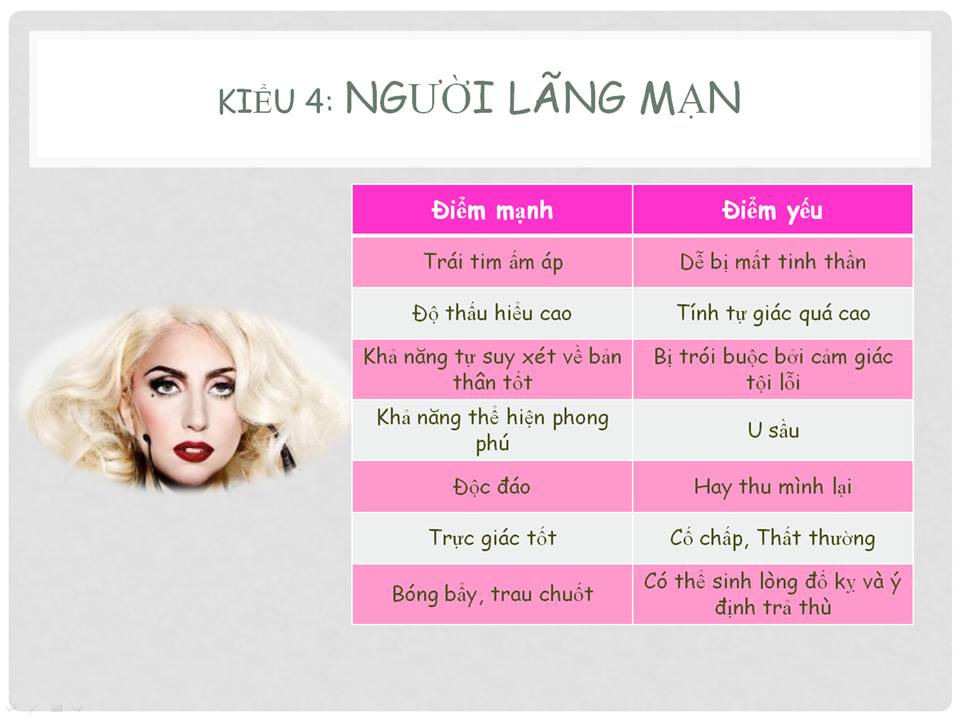 KIỂU 4: NGƯỜI LÃNG MẠN
Điểm mạnh Điểm yếu
Trái tim ấm áp Dễ bị mất tinh thần
Độ thấu hiểu cao Tính tự giác quá cao
Khả năng tự suy xét về bản
thân tốt
Bị trói buộc bởi cảm giác
tội lỗi
Khả năng thể hiện phong
phú
U sầu
Độc đáo Hay thu mình lại
Trực giác tốt Cố chấp, Thất thường
Bóng bẩy, trau chuốt
Có thể sinh lòng đố kỵ và ý
định trả thù